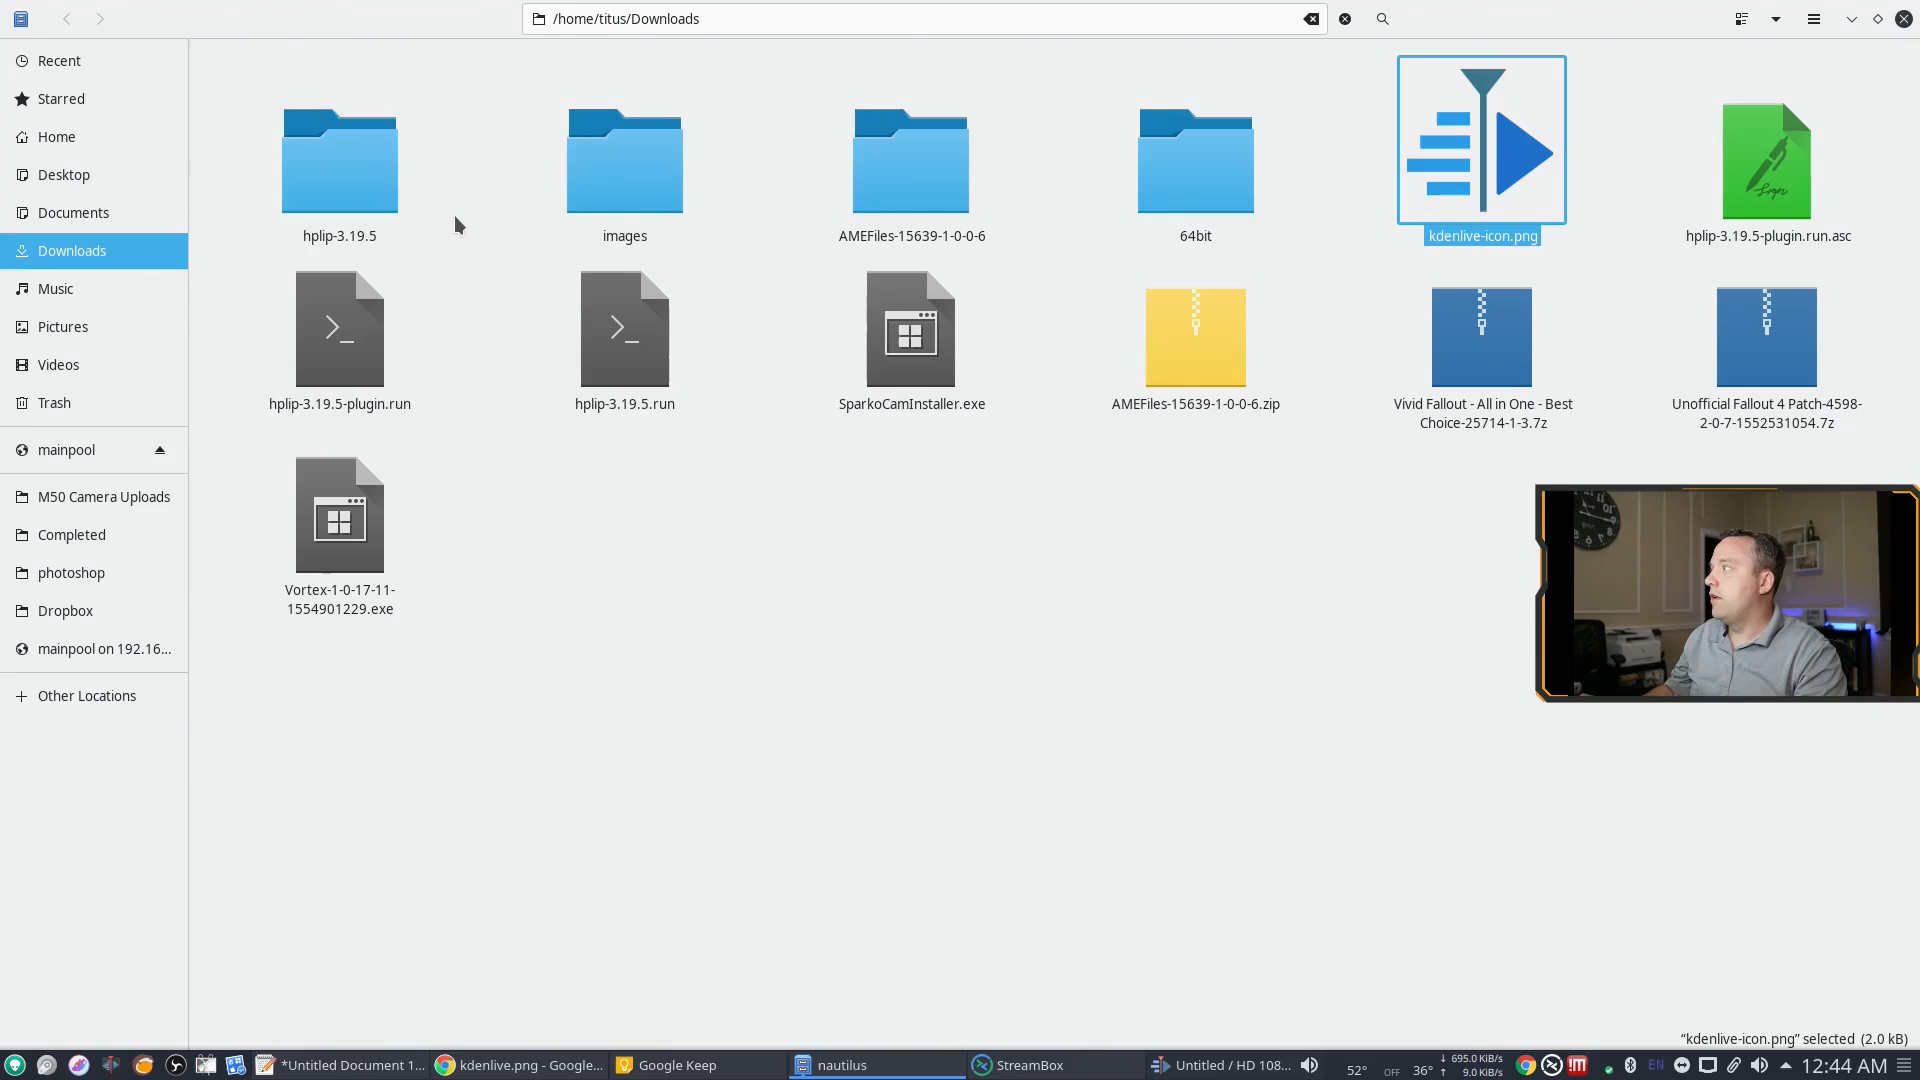 /home/titus/Downloads
Recent
Starred
Home
Desktop
Documents
Downloads
Music
Pictures
Videos
Trash
mainpool
M50 Camera Uploads
Completed
photoshop
Dropbox
mainpool on 192.16...
Other Locations
hplip-3.19.5
images
AMEFiles-15639-1-0-0-6
64bit
kdenlive-icon.png
hplip-3.19.5-plugin.run.asc
hplip-3.19.5-plugin.run
hplip-3.19.5.run
SparkoCamInstaller.exe
AMEFiles-15639-1-0-0-6.zip
Vivid Fallout - All in One - Best
Choice-25714-1-3.7z
Unofficial Fallout 4 Patch-4598-
2-0-7-1552531054.7z
Vortex-1-0-17-11-
1554901229.exe
“kdenlive-icon.png” selected (2.0 kB)
*Untitled Document 1...
kdenlive.png - Google...
Google Keep
nautilus
StreamBox
Untitled / HD 108...
52°
OFF
36°
↓ 695.0 KiB/s
↑ 9.0 KiB/s
EN
12:44 AM